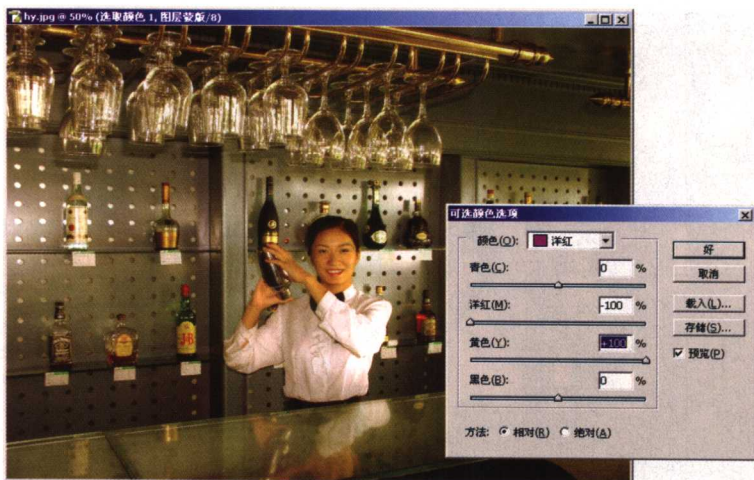 hy.jpg @ 50% (选取颜色 1, 图层蒙版/8)
J&B
可选颜色选项
颜色(O): 洋红
青色(C): 0 %
洋红(M): -100 %
黄色(Y): +100 %
黑色(B): 0 %
方法: 相对(R) 绝对(A)
好
取消
载入(L)...
存储(S)...
预览(P)